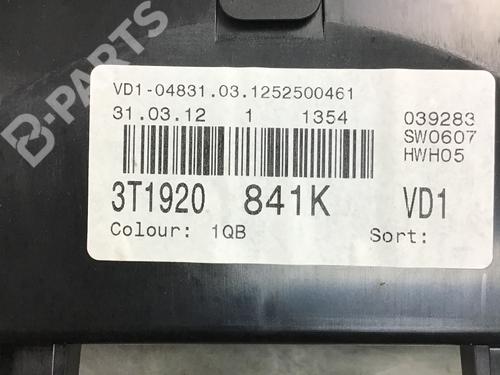 B-PARTS
VD1-04831.03.1252500461
31.03.12 1 1354 039283
SW0607
HWH05
3T1920 841K VD1
Colour: 1QB Sort: